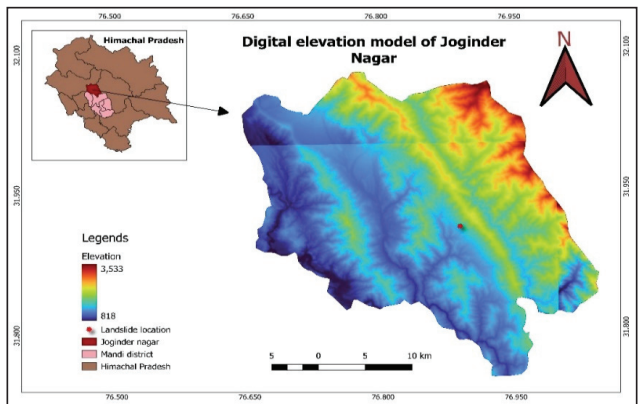 76.500 76.650 76.800 76.950
32.100
32.100
Himachal Pradesh
Digital elevation model of Joginder
Nagar
N
31.950
31.950
Legends
Elevation
3,533
818
Landslide location
Joginder nagar
Mandi district
Himachal Pradesh
31.800
31.800
5 0 5 10 km
76.500 76.650 76.800 76.950